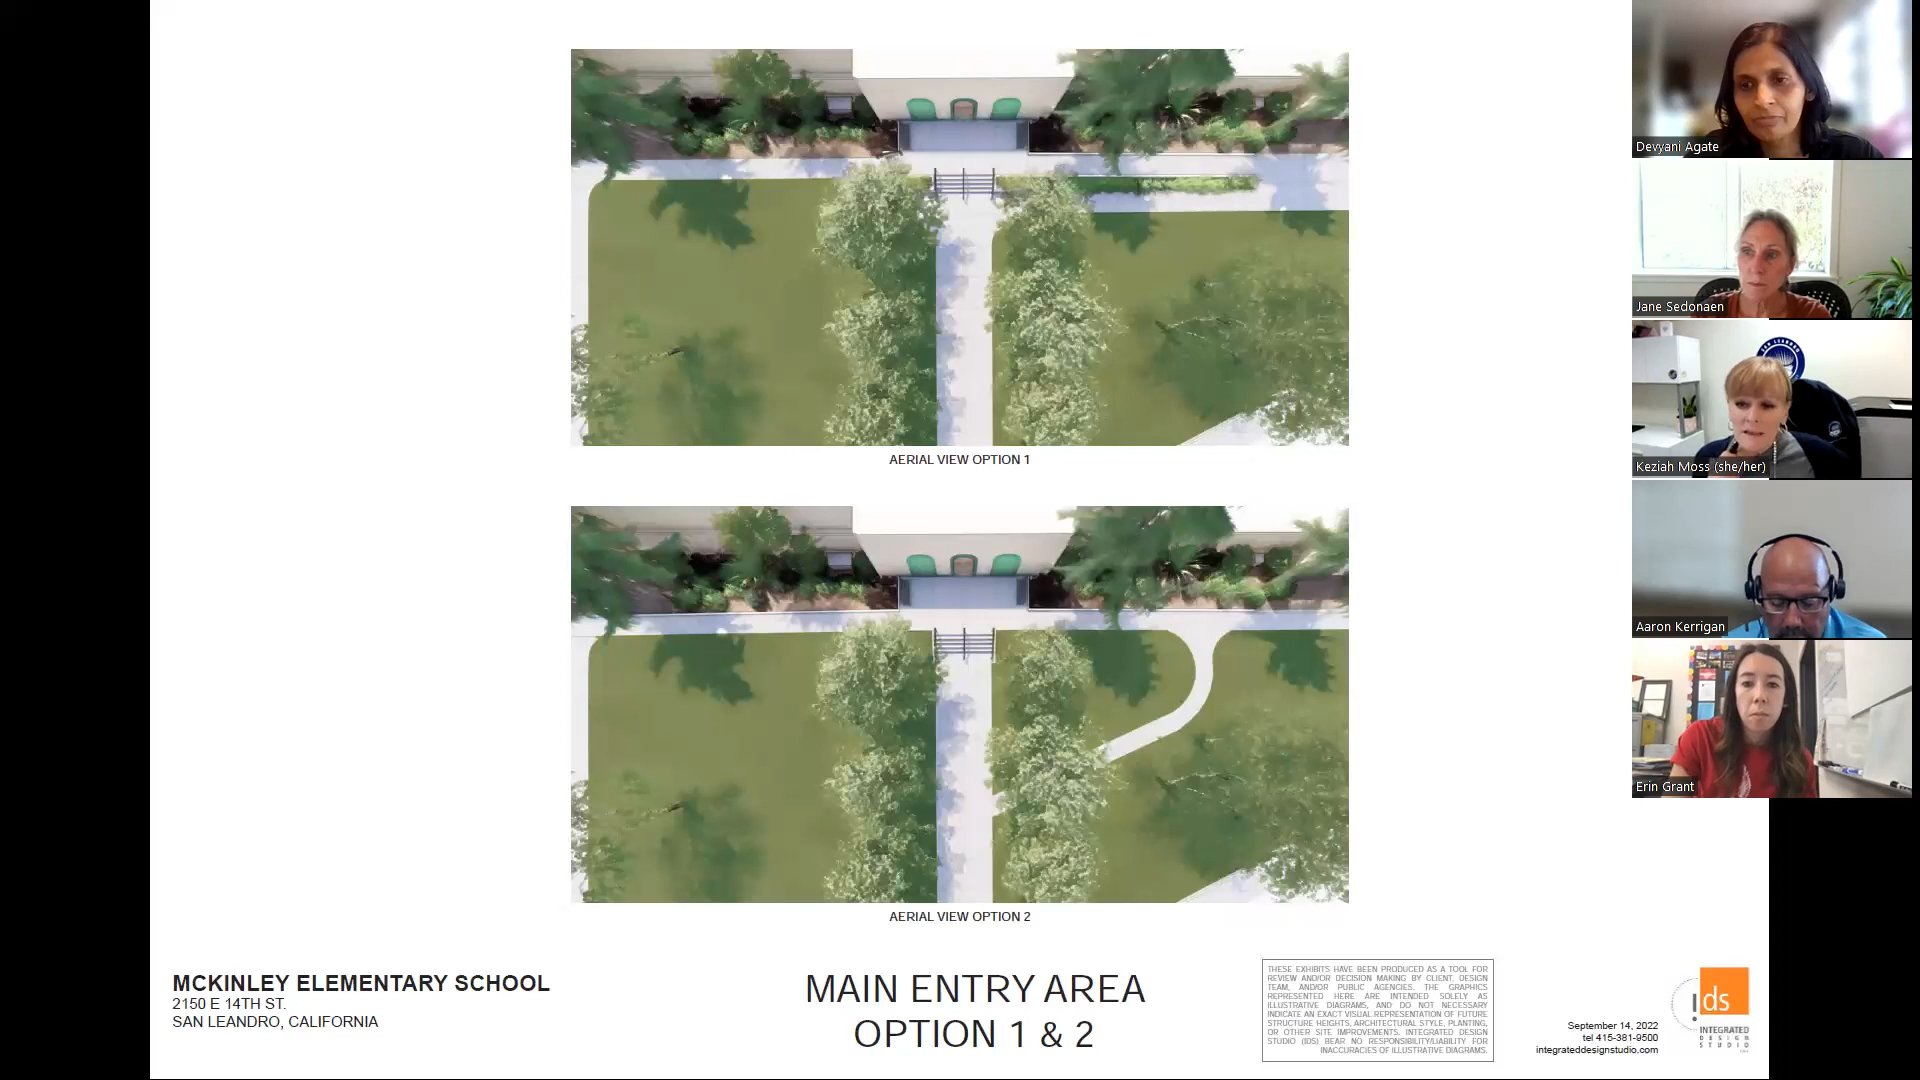 AERIAL VIEW OPTION 1
AERIAL VIEW OPTION 2
MCKINLEY ELEMENTARY SCHOOL
2150 E 14TH ST.
SAN LEANDRO, CALIFORNIA
MAIN ENTRY AREA
OPTION 1 & 2
THESE EXHIBITS HAVE BEEN PRODUCED AS A TOOL FOR
REVIEW AND/OR DECISION MAKING BY CLIENT, DESIGN
TEAM, AND/OR PUBLIC AGENCIES. THE GRAPHICS
REPRESENTED HERE ARE INTENDED SOLELY AS
ILLUSTRATIVE DIAGRAMS, AND DO NOT NECESSARY
INDICATE AN EXACT VISUAL REPRESENTATION OF FUTURE
STRUCTURE HEIGHTS, ARCHITECTURAL STYLE, PLANTING,
OR OTHER SITE IMPROVEMENTS. INTEGRATED DESIGN
STUDIO (IDS) BEAR NO RESPONSIBILITY/LIABILITY FOR
INACCURACIES OF ILLUSTRATIVE DIAGRAMS.
September 14, 2022
tel 415-381-9500
integrateddesignstudio.com
ids
INTEGRATED
DESIGN
STUDIO
Devyani Agate
Jane Sedonaen
Keziah Moss (she/her)
Aaron Kerrigan
Erin Grant